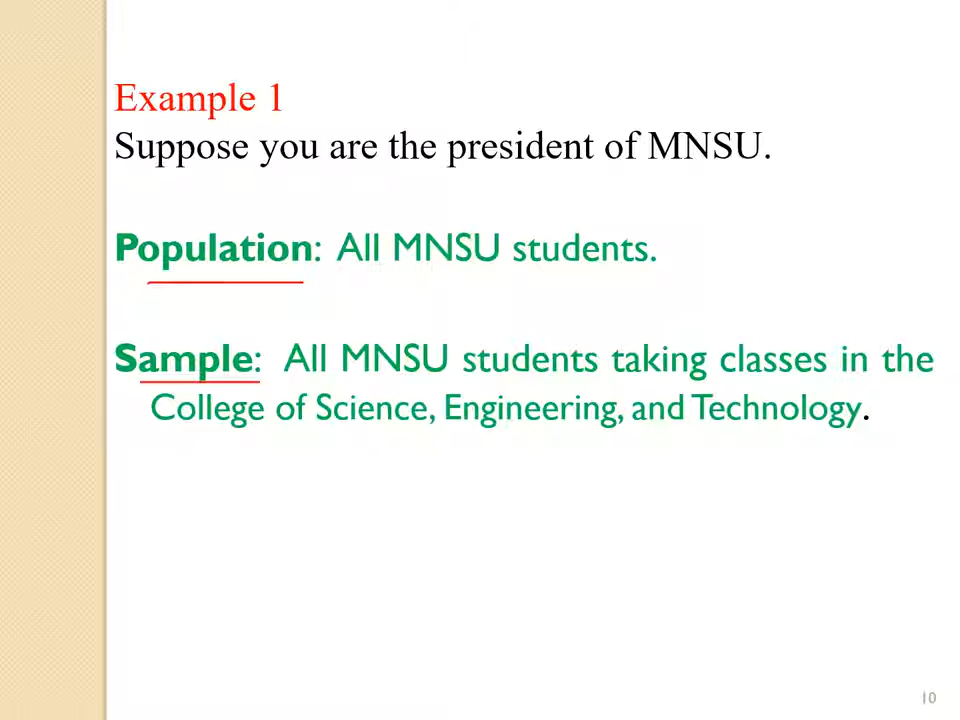 Example 1
Suppose you are the president of MNSU.
Population: All MNSU students.
Sample: All MNSU students taking classes in the
College of Science, Engineering, and Technology.
10